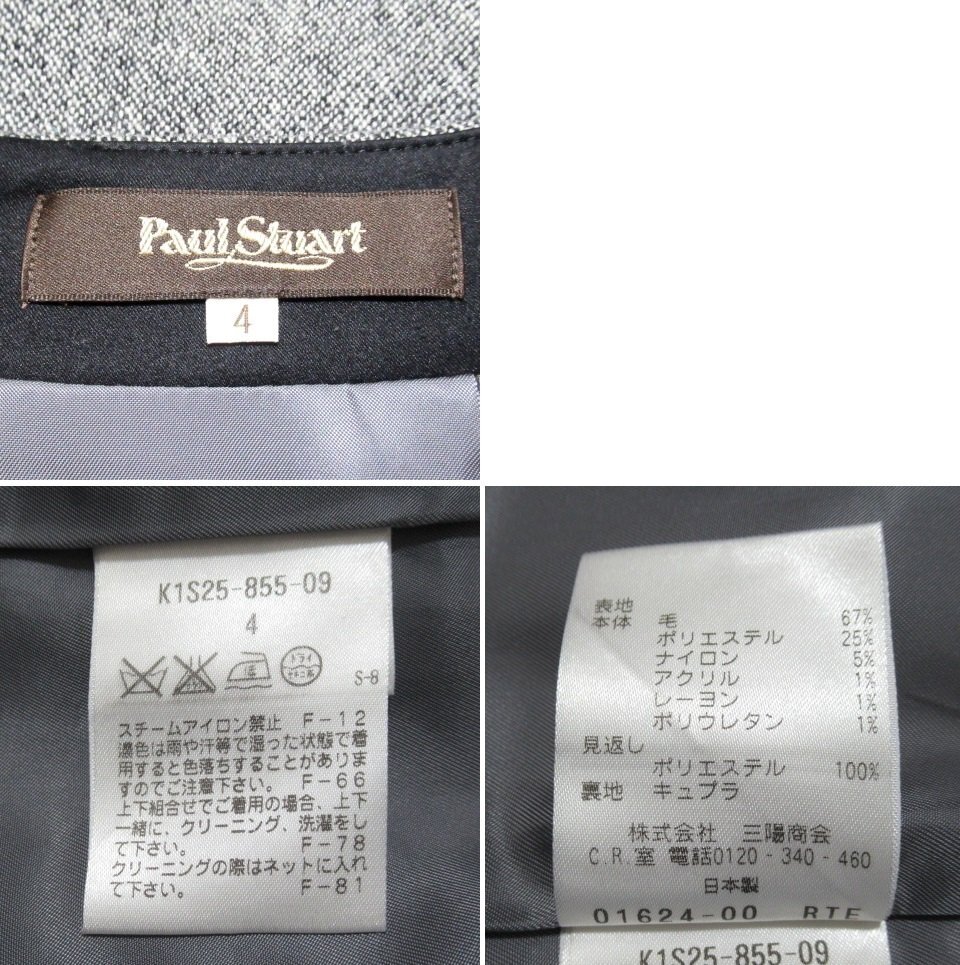 Paul Stuart
4
K1S25-855-09
4
ドライ
セキユ系
S-8
スチームアイロン禁止 F-12
濃色は雨や汗等で湿った状態で着
用すると色落ちすることがありま
すのでご注意下さい。 F-66
上下組合せでご着用の場合、上下
一緒に、クリーニング、洗濯をし
て下さい。 F-78
クリーニングの際はネットに入れ
て下さい。 F-81
表地
本体 毛 67%
ポリエステル 25%
ナイロン 5%
アクリル 1%
レーヨン 1%
ポリウレタン 1%
見返し
ポリエステル 100%
裏地 キュプラ
株式会社 三陽商会
C.R.室 電話0120-340-460
日本製
01624-00 RTE
K1S25-855-09